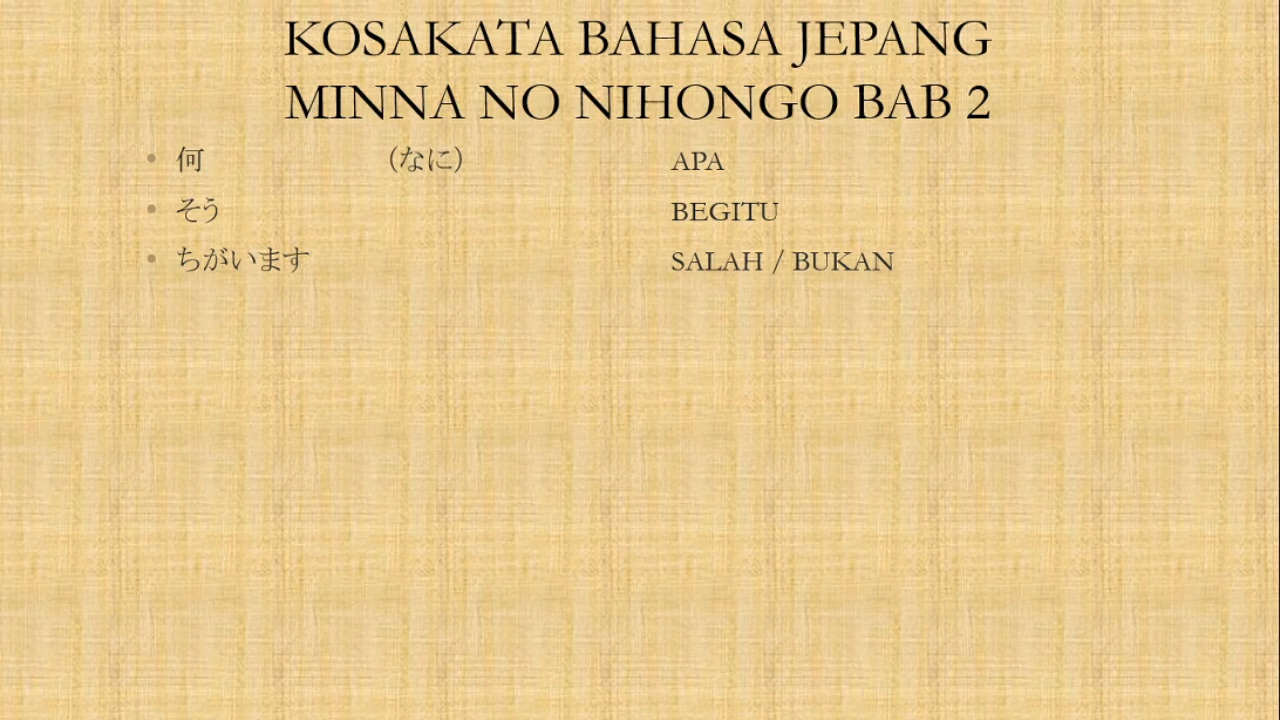 KOSAKATA BAHASA JEPANG
MINNA NO NIHONGO BAB 2
• 何 (なに) APA
• そう BEGITU
• ちがいます SALAH / BUKAN